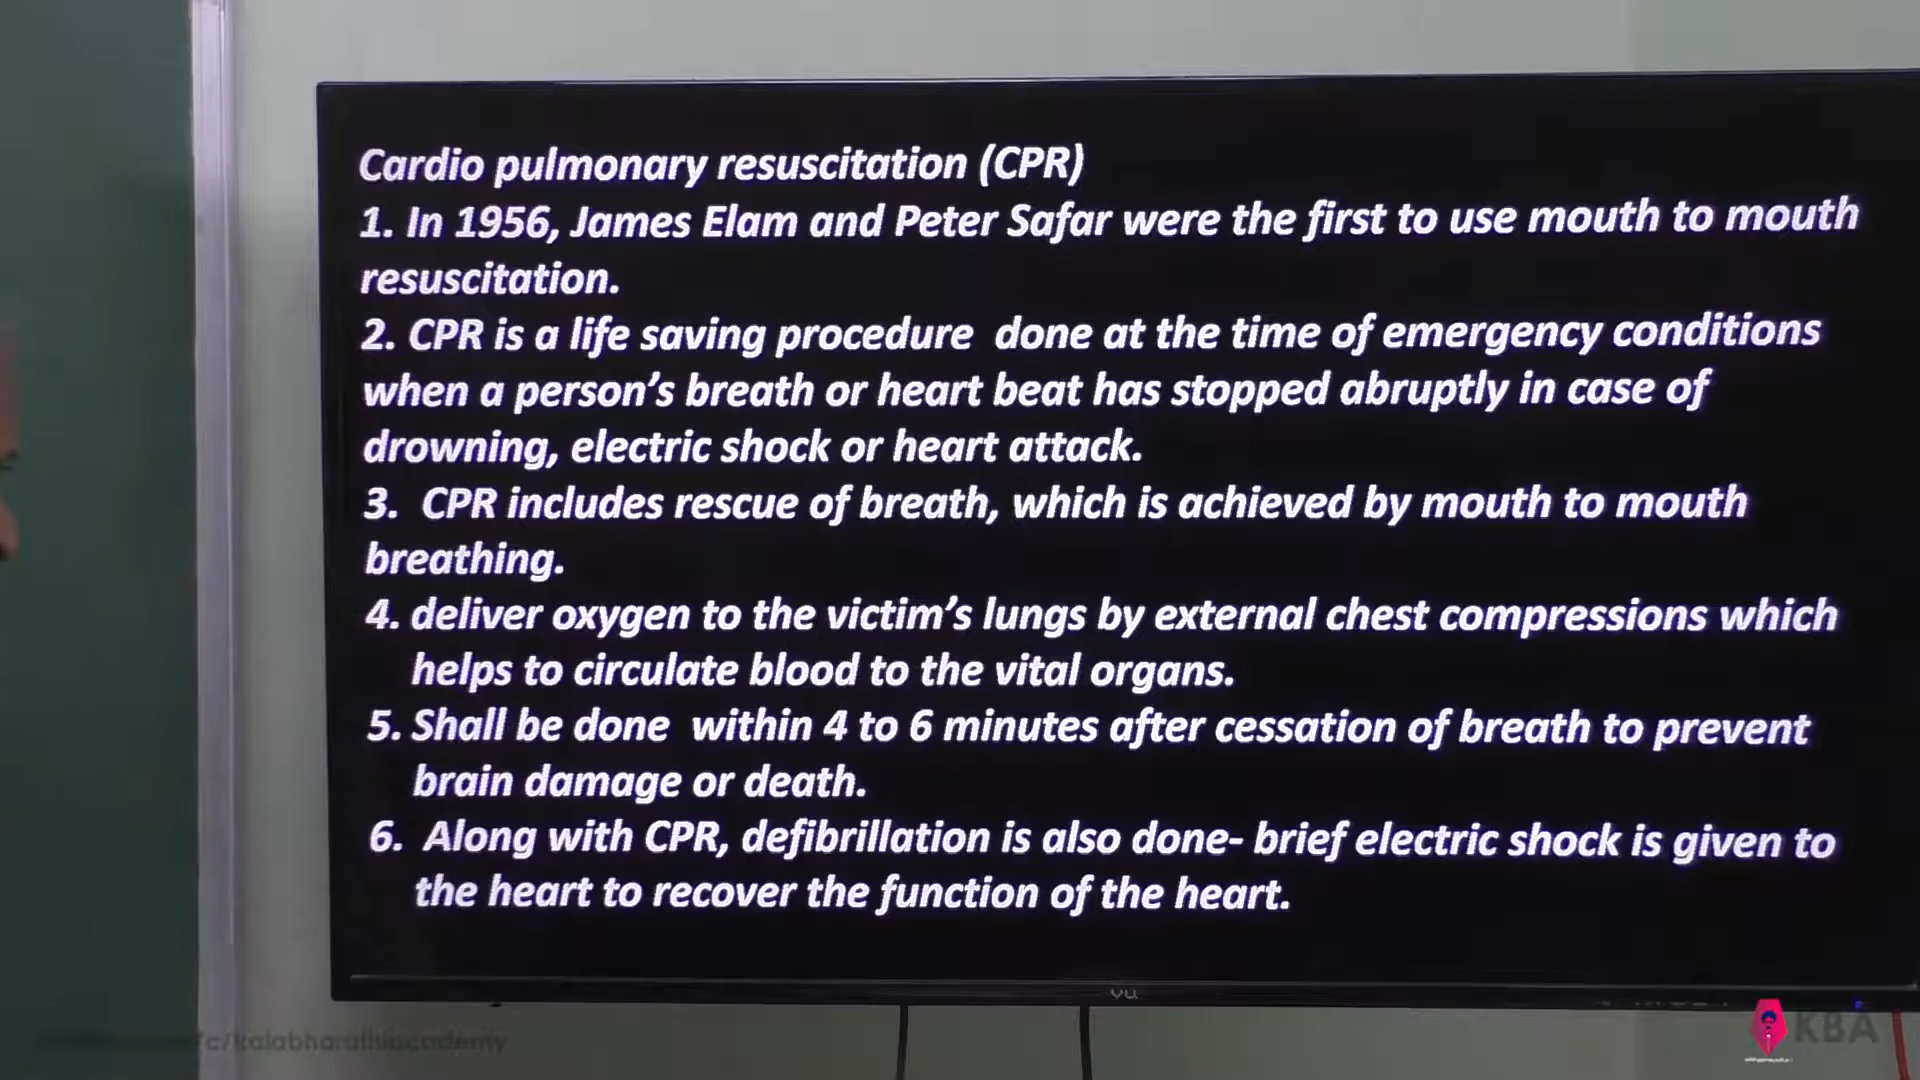 Cardio pulmonary resuscitation (CPR)
1. In 1956, James Elam and Peter Safar were the first to use mouth to mouth
resuscitation.
2. CPR is a life saving procedure done at the time of emergency conditions
when a person's breath or heart beat has stopped abruptly in case of
drowning, electric shock or heart attack.
3. CPR includes rescue of breath, which is achieved by mouth to mouth
breathing.
4. deliver oxygen to the victim's lungs by external chest compressions which
helps to circulate blood to the vital organs.
5. Shall be done within 4 to 6 minutes after cessation of breath to prevent
brain damage or death.
6. Along with CPR, defibrillation is also done- brief electric shock is given to
the heart to recover the function of the heart.
VU
KBA
c/kalabharathiacademy